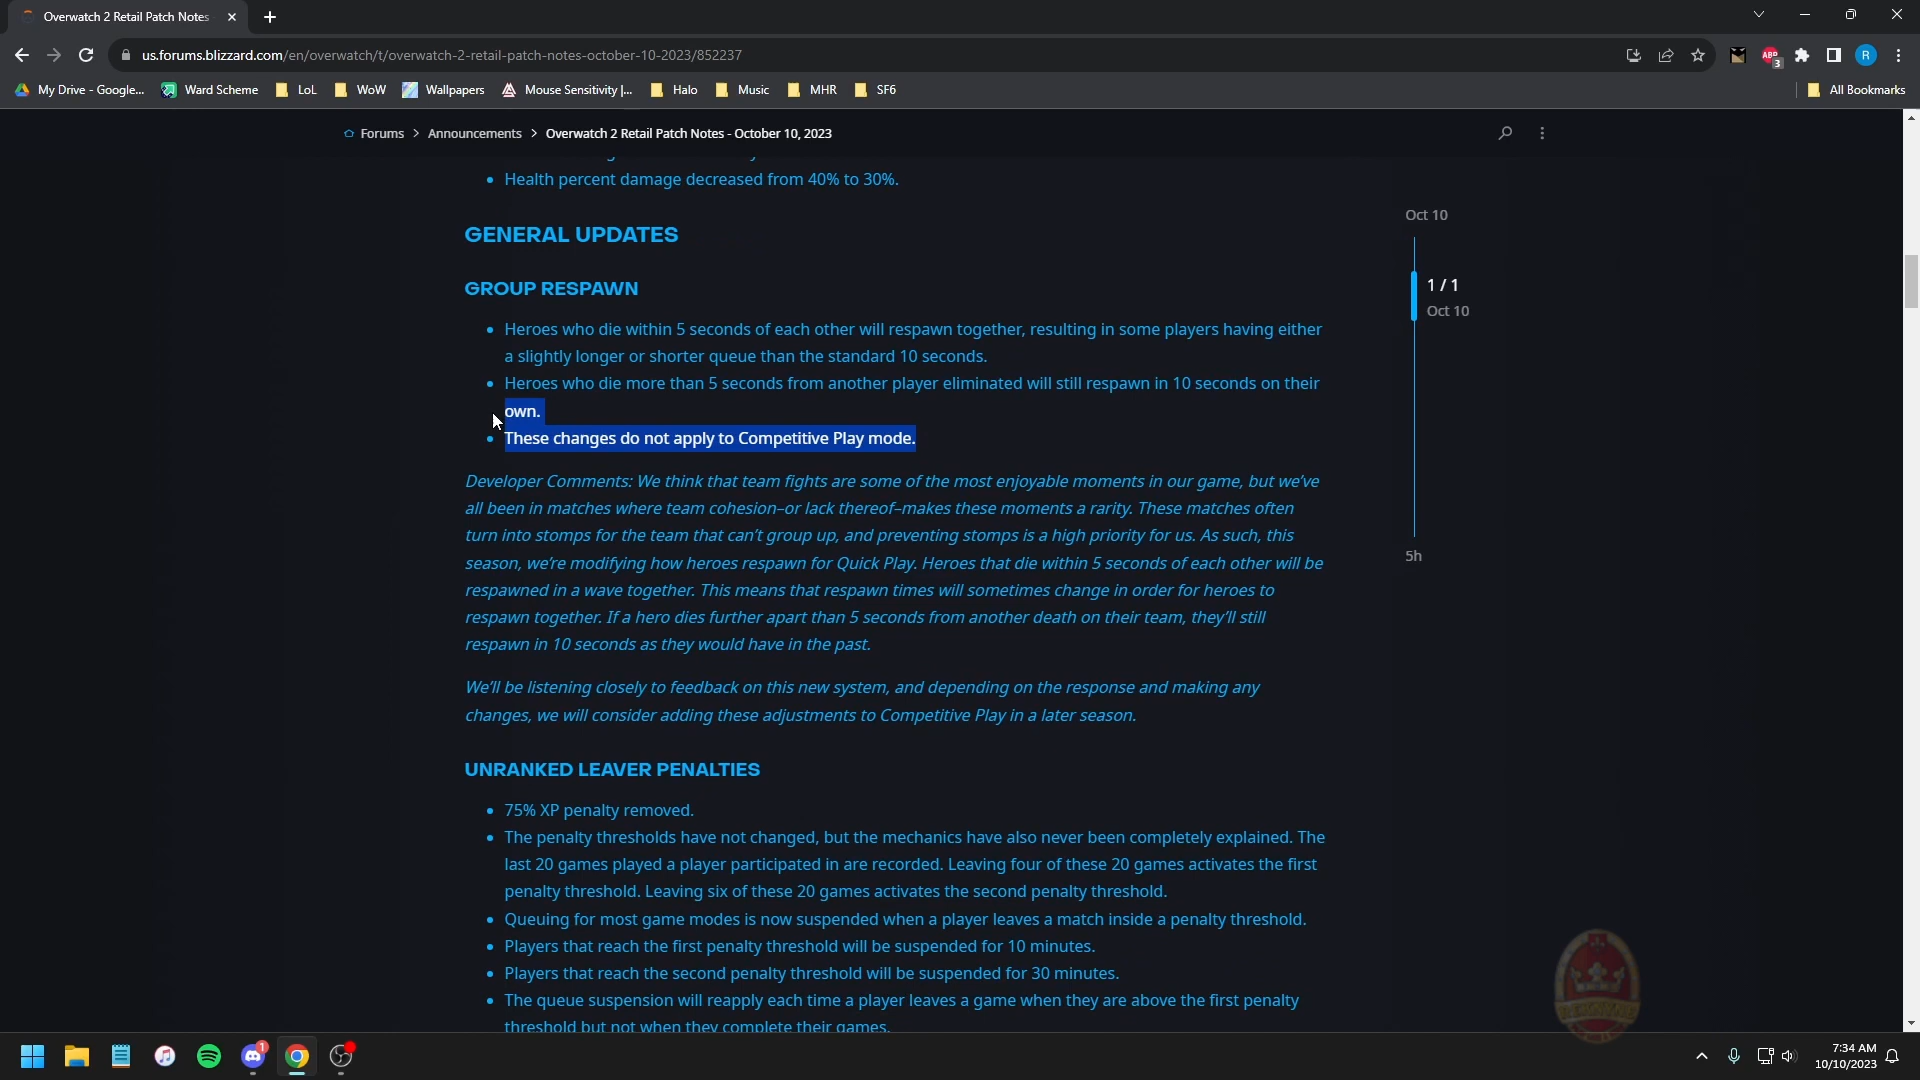 Overwatch 2 Retail Patch Notes
us.forums.blizzard.com/en/overwatch/t/overwatch-2-retail-patch-notes-october-10-2023/852237
ABP
3
R
My Drive - Google...
Ward Scheme
LoL
WoW
Wallpapers
Mouse Sensitivity |...
Halo
Music
MHR
SF6
All Bookmarks
Forums > Announcements > Overwatch 2 Retail Patch Notes - October 10, 2023
Health percent damage decreased from 40% to 30%.
Oct 10
GENERAL UPDATES
GROUP RESPAWN
1 / 1
Oct 10
Heroes who die within 5 seconds of each other will respawn together, resulting in some players having either
a slightly longer or shorter queue than the standard 10 seconds.
Heroes who die more than 5 seconds from another player eliminated will still respawn in 10 seconds on their
own.
These changes do not apply to Competitive Play mode.
Developer Comments: We think that team fights are some of the most enjoyable moments in our game, but we've
all been in matches where team cohesion–or lack thereof–makes these moments a rarity. These matches often
turn into stomps for the team that can't group up, and preventing stomps is a high priority for us. As such, this
season, we're modifying how heroes respawn for Quick Play. Heroes that die within 5 seconds of each other will be
5h
respawned in a wave together. This means that respawn times will sometimes change in order for heroes to
respawn together. If a hero dies further apart than 5 seconds from another death on their team, they'll still
respawn in 10 seconds as they would have in the past.
We'll be listening closely to feedback on this new system, and depending on the response and making any
changes, we will consider adding these adjustments to Competitive Play in a later season.
UNRANKED LEAVER PENALTIES
75% XP penalty removed.
The penalty thresholds have not changed, but the mechanics have also never been completely explained. The
last 20 games played a player participated in are recorded. Leaving four of these 20 games activates the first
penalty threshold. Leaving six of these 20 games activates the second penalty threshold.
Queuing for most game modes is now suspended when a player leaves a match inside a penalty threshold.
Players that reach the first penalty threshold will be suspended for 10 minutes.
Players that reach the second penalty threshold will be suspended for 30 minutes.
The queue suspension will reapply each time a player leaves a game when they are above the first penalty
threshold but not when they complete their games.
1
7:34 AM
10/10/2023